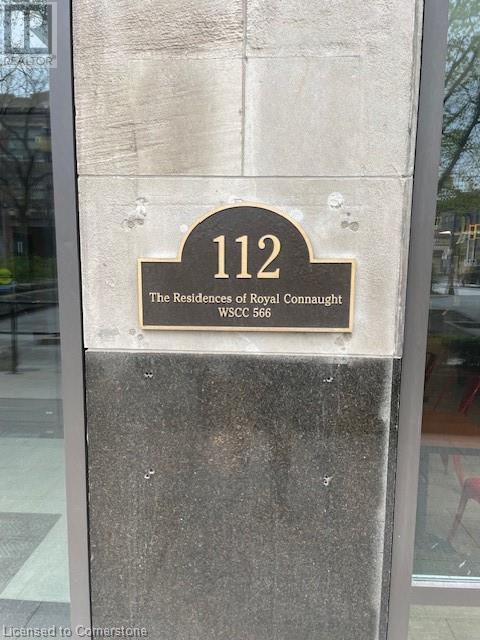 REALTOR
112
The Residences of Royal Connaught
WSCC 566
Licensed to Cornerstone